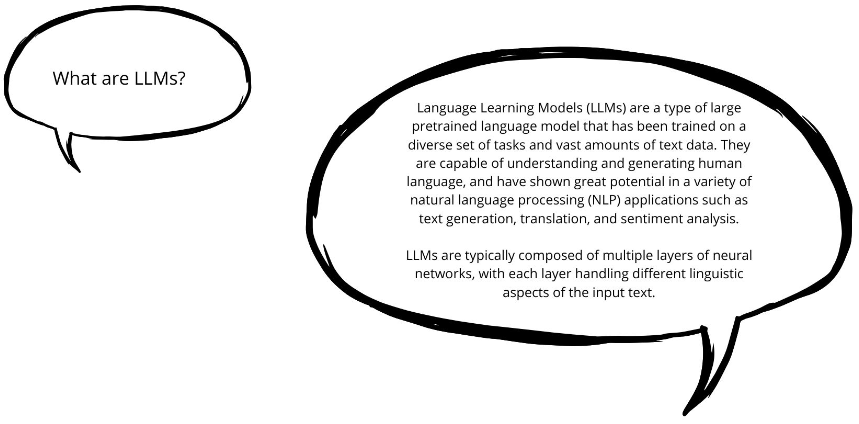 What are LLMs?
Language Learning Models (LLMs) are a type of large
pretrained language model that has been trained on a
diverse set of tasks and vast amounts of text data. They
are capable of understanding and generating human
language, and have shown great potential in a variety of
natural language processing (NLP) applications such as
text generation, translation, and sentiment analysis.
LLMs are typically composed of multiple layers of neural
networks, with each layer handling different linguistic
aspects of the input text.